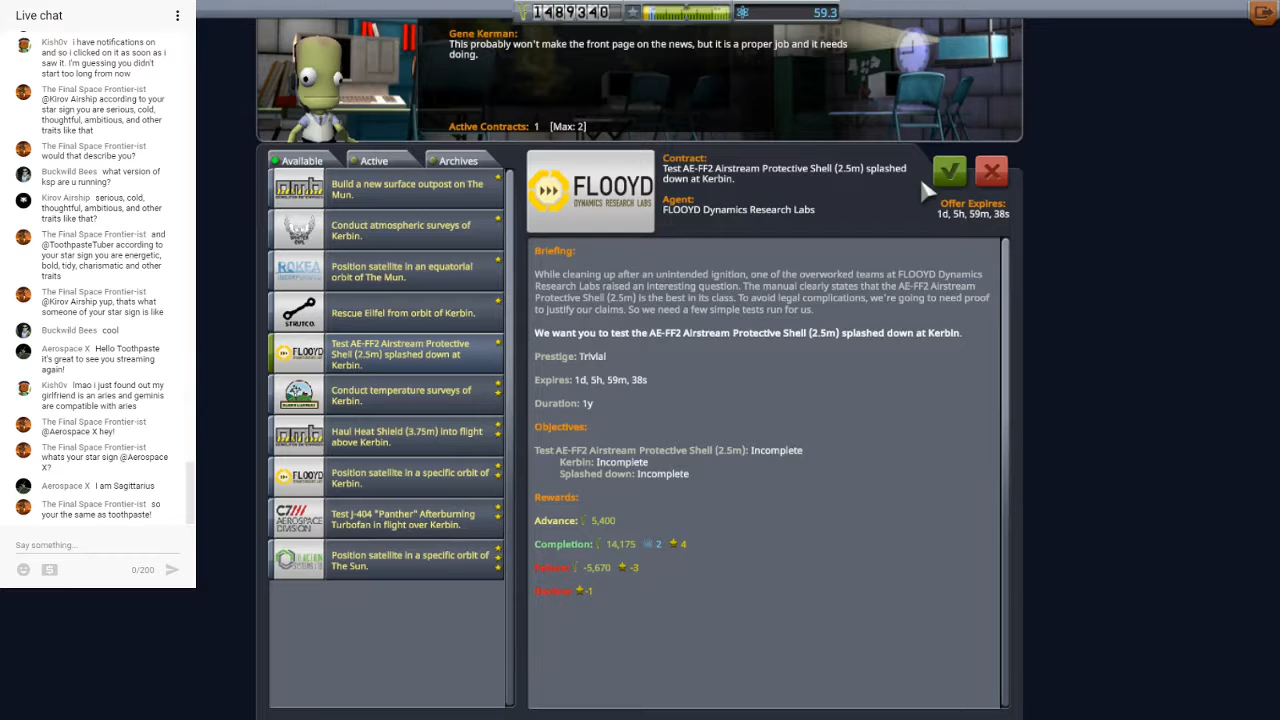 Live chat
Kish0v i have notifications on
and so i clicked on it as soon as i
saw it. I'm guessing you didn't
start too long from now
The Final Space Frontier-ist
@Kirov Airship according to your
star sign you are serious, cold,
thoughtful, ambitious, and other
traits like that
The Final Space Frontier-ist
would that describe you?
Buckwild Bees what version of
ksp are u running?
Kirov Airship serious, cold,
thoughtful, ambitious, and other
traits like that?
The Final Space Frontier-ist and
@ToothpasteTuber according to
your star sign you are energetic,
bold, tidy, charismatic and other
traits
The Final Space Frontier-ist
@Kirov Airship yup, thats what
someone of your star sign is like
Buckwild Bees cool
Aerospace X Hello Toothpaste
it's great to see you streaming
again!
Kish0v lmao i just found out my
girlfriend is an aries and geminis
are compatible with aries
The Final Space Frontier-ist
@Aerospace X hey!
The Final Space Frontier-ist
whats your star sign @Aerospace
X?
Aerospace X I am Sagittarius
The Final Space Frontier-ist so
your the same as toothpaste!
Say something...
0/200
1489340
59.3
Gene Kerman:
This probably won't make the front page on the news, but it is a proper job and it needs
doing.
Active Contracts: 1 [Max: 2]
Available
Active
Archives
Build a new surface outpost on The
Mun.
Conduct atmospheric surveys of
Kerbin.
ROKEA
Position satellite in an equatorial
orbit of The Mun.
STRUTCO.
Rescue Eilfel from orbit of Kerbin.
FLOOYD
Test AE-FF2 Airstream Protective
Shell (2.5m) splashed down at
Kerbin.
Conduct temperature surveys of
Kerbin.
Haul Heat Shield (3.75m) into flight
above Kerbin.
FLOOYD
Position satellite in a specific orbit of
Kerbin.
C7///
AEROSPACE
DIVISION
Test J-404 "Panther" Afterburning
Turbofan in flight over Kerbin.
Position satellite in a specific orbit of
The Sun.
FLOOYD
DYNAMICS RESEARCH LABS
Contract:
Test AE-FF2 Airstream Protective Shell (2.5m) splashed
down at Kerbin.
Agent:
FLOOYD Dynamics Research Labs
Offer Expires:
1d, 5h, 59m, 38s
Briefing:
While cleaning up after an unintended ignition, one of the overworked teams at FLOOYD Dynamics
Research Labs raised an interesting question. The manual clearly states that the AE-FF2 Airstream
Protective Shell (2.5m) is the best in its class. To avoid legal complications, we're going to need proof
to justify our claims. So we need a few simple tests run for us.
We want you to test the AE-FF2 Airstream Protective Shell (2.5m) splashed down at Kerbin.
Prestige: Trivial
Expires: 1d, 5h, 59m, 38s
Duration: 1y
Objectives:
Test AE-FF2 Airstream Protective Shell (2.5m): Incomplete
Kerbin: Incomplete
Splashed down: Incomplete
Rewards:
Advance: 5,400
Completion: 14,175 2 4
Failure: -5,670 -3
Decline: -1